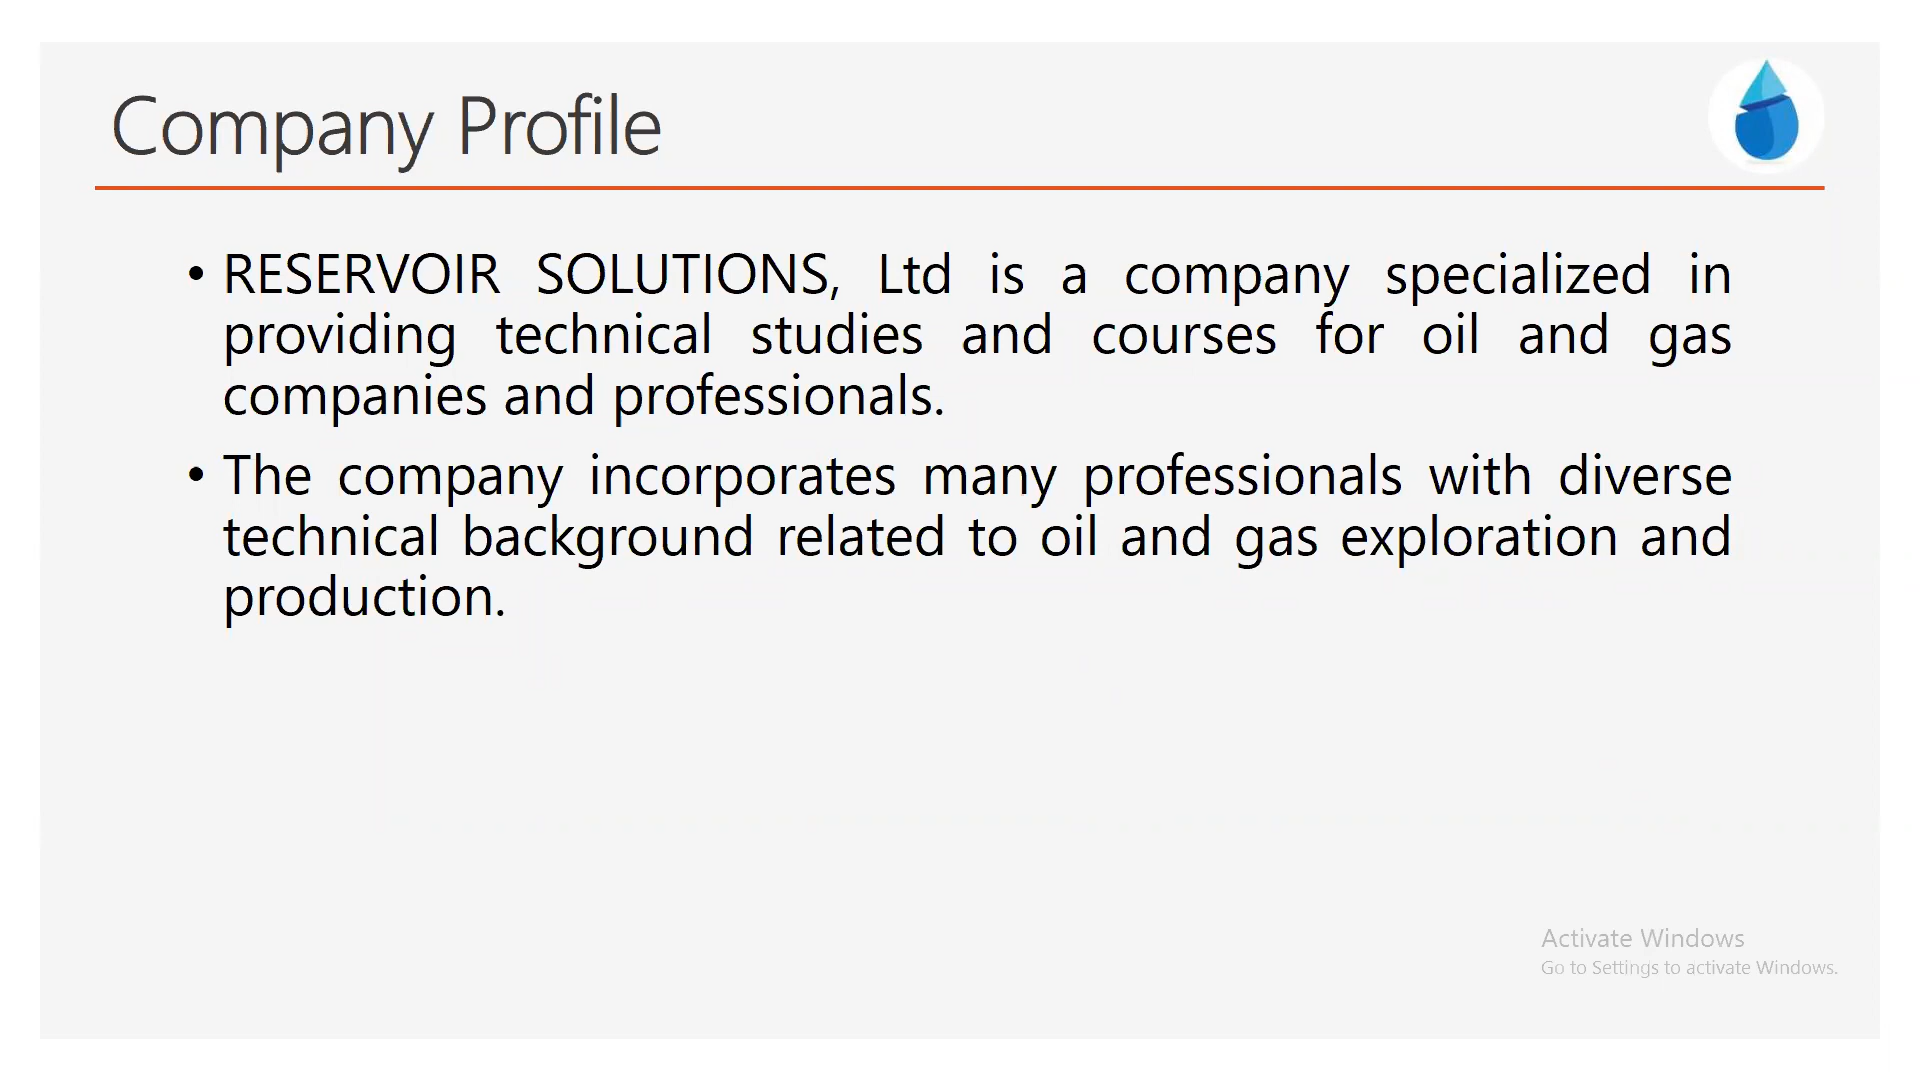 Company Profile
• RESERVOIR SOLUTIONS, Ltd is a company specialized in
providing technical studies and courses for oil and gas
companies and professionals.
• The company incorporates many professionals with diverse
technical background related to oil and gas exploration and
production.
Activate Windows
Go to Settings to activate Windows.